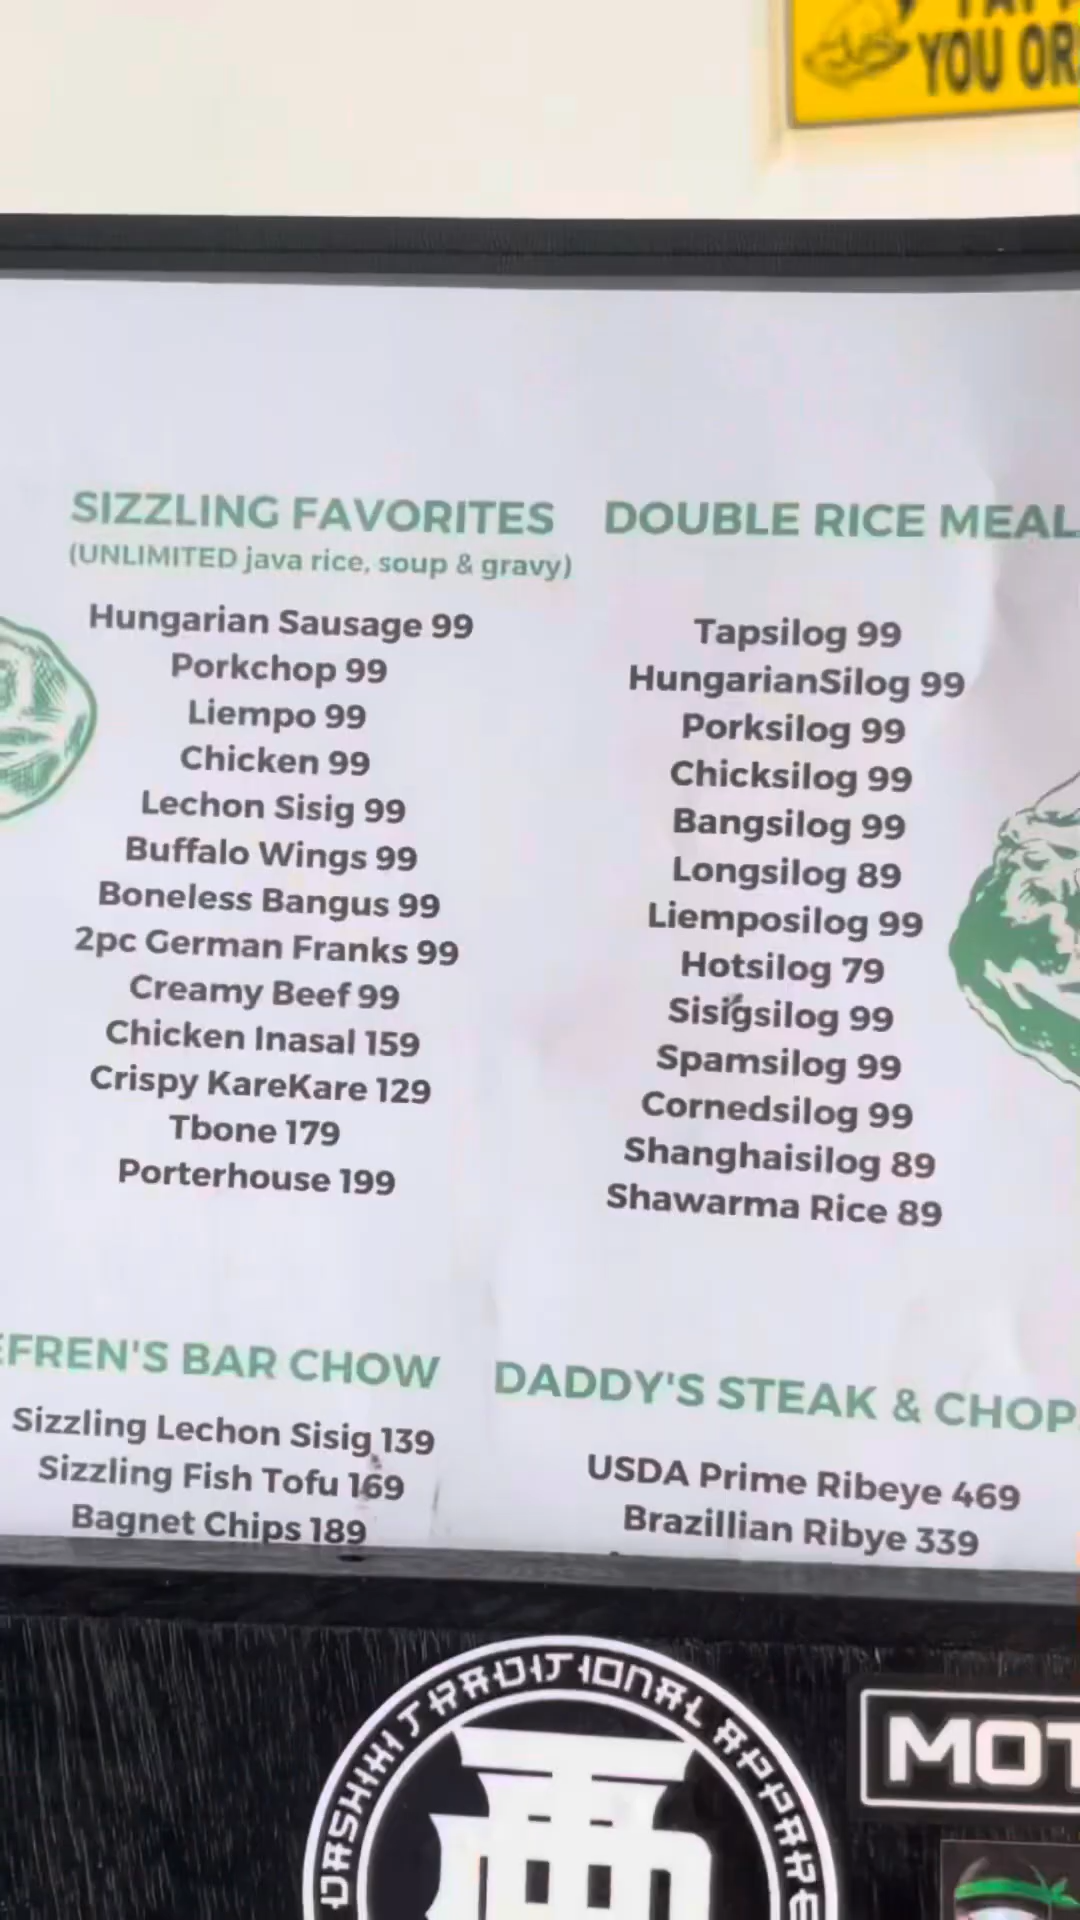 YOU OR
SIZZLING FAVORITES
(UNLIMITED java rice, soup & gravy)
Hungarian Sausage 99
Porkchop 99
Liempo 99
Chicken 99
Lechon Sisig 99
Buffalo Wings 99
Boneless Bangus 99
2pc German Franks 99
Creamy Beef 99
Chicken Inasal 159
Crispy KareKare 129
Tbone 179
Porterhouse 199
DOUBLE RICE MEAL
Tapsilog 99
HungarianSilog 99
Porksilog 99
Chicksilog 99
Bangsilog 99
Longsilog 89
Liemposilog 99
Hotsilog 79
Sisigsilog 99
Spamsilog 99
Cornedsilog 99
Shanghaisilog 89
Shawarma Rice 89
EFREN'S BAR CHOW
Sizzling Lechon Sisig 139
Sizzling Fish Tofu 169
Bagnet Chips 189
DADDY'S STEAK & CHOP
USDA Prime Ribeye 469
Brazillian Ribye 339
TRADITIONAL
MOT